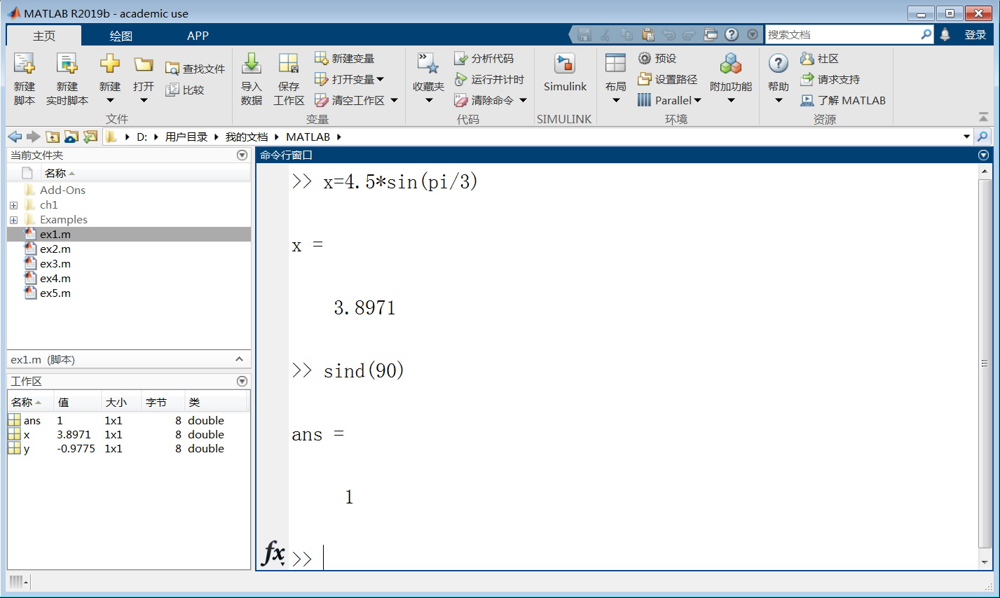 MATLAB R2019b - academic use
主页 绘图 APP
搜索文档 登录
新建 脚本
新建 实时脚本
新建
打开
查找文件
比较
文件
导入 数据
保存 工作区
新建变量
打开变量
清空工作区
变量
收藏夹
分析代码
运行并计时
清除命令
代码
Simulink
SIMULINK
布局
预设
设置路径
Parallel
附加功能
环境
帮助
社区
请求支持
了解 MATLAB
资源
D: 用户目录 我的文档 MATLAB
当前文件夹
名称
Add-Ons
ch1
Examples
ex1.m
ex2.m
ex3.m
ex4.m
ex5.m
ex1.m (脚本)
工作区
名称 值 大小 字节 类
ans 1 1x1 8 double
x 3.8971 1x1 8 double
y -0.9775 1x1 8 double
命令行窗口
>> x=4.5*sin(pi/3)
x =
3.8971
>> sind(90)
ans =
1
fx >>